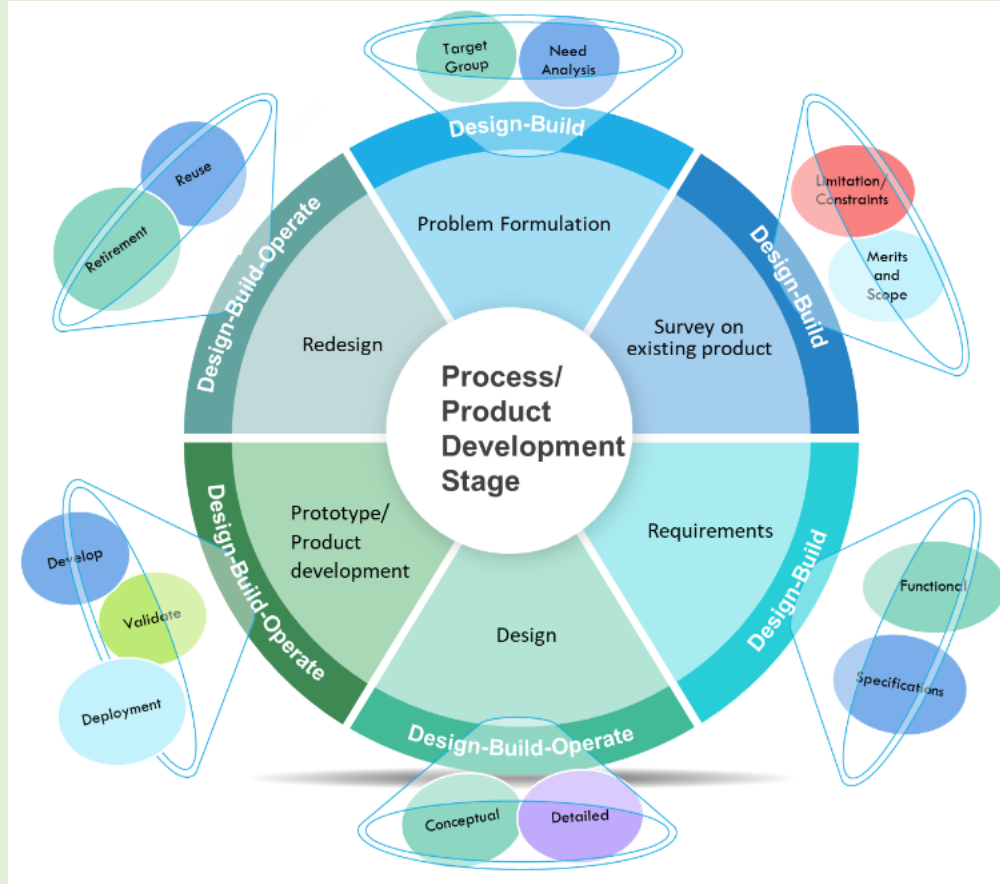 Target
Group
Need
Analysis
Design-Build
Problem Formulation
Limitation/
Constraints
Merits
and
Scope
Design-Build
Survey on
existing product
Functional
Specifications
Design-Build
Requirements
Conceptual
Detailed
Design-Build-Operate
Design
Develop
Validate
Deployment
Design-Build-Operate
Prototype/
Product
development
Reuse
Retirement
Design-Build-Operate
Redesign
Process/
Product
Development
Stage